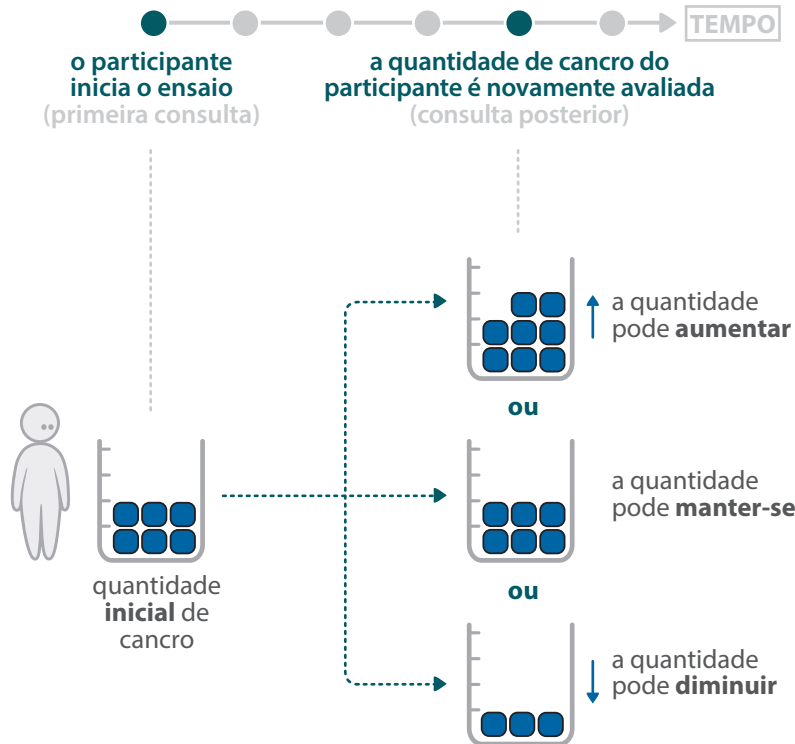 TEMPO
o participante
inicia o ensaio
(primeira consulta)
a quantidade de cancro do
participante é novamente avaliada
(consulta posterior)
a quantidade
pode aumentar
ou
a quantidade
pode manter-se
quantidade
inicial de
cancro
ou
a quantidade
pode diminuir